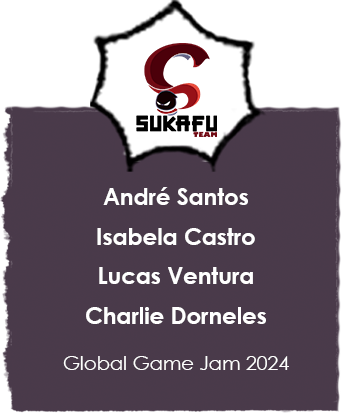 SUKAFU
TEAM
André Santos
Isabela Castro
Lucas Ventura
Charlie Dorneles
Global Game Jam 2024